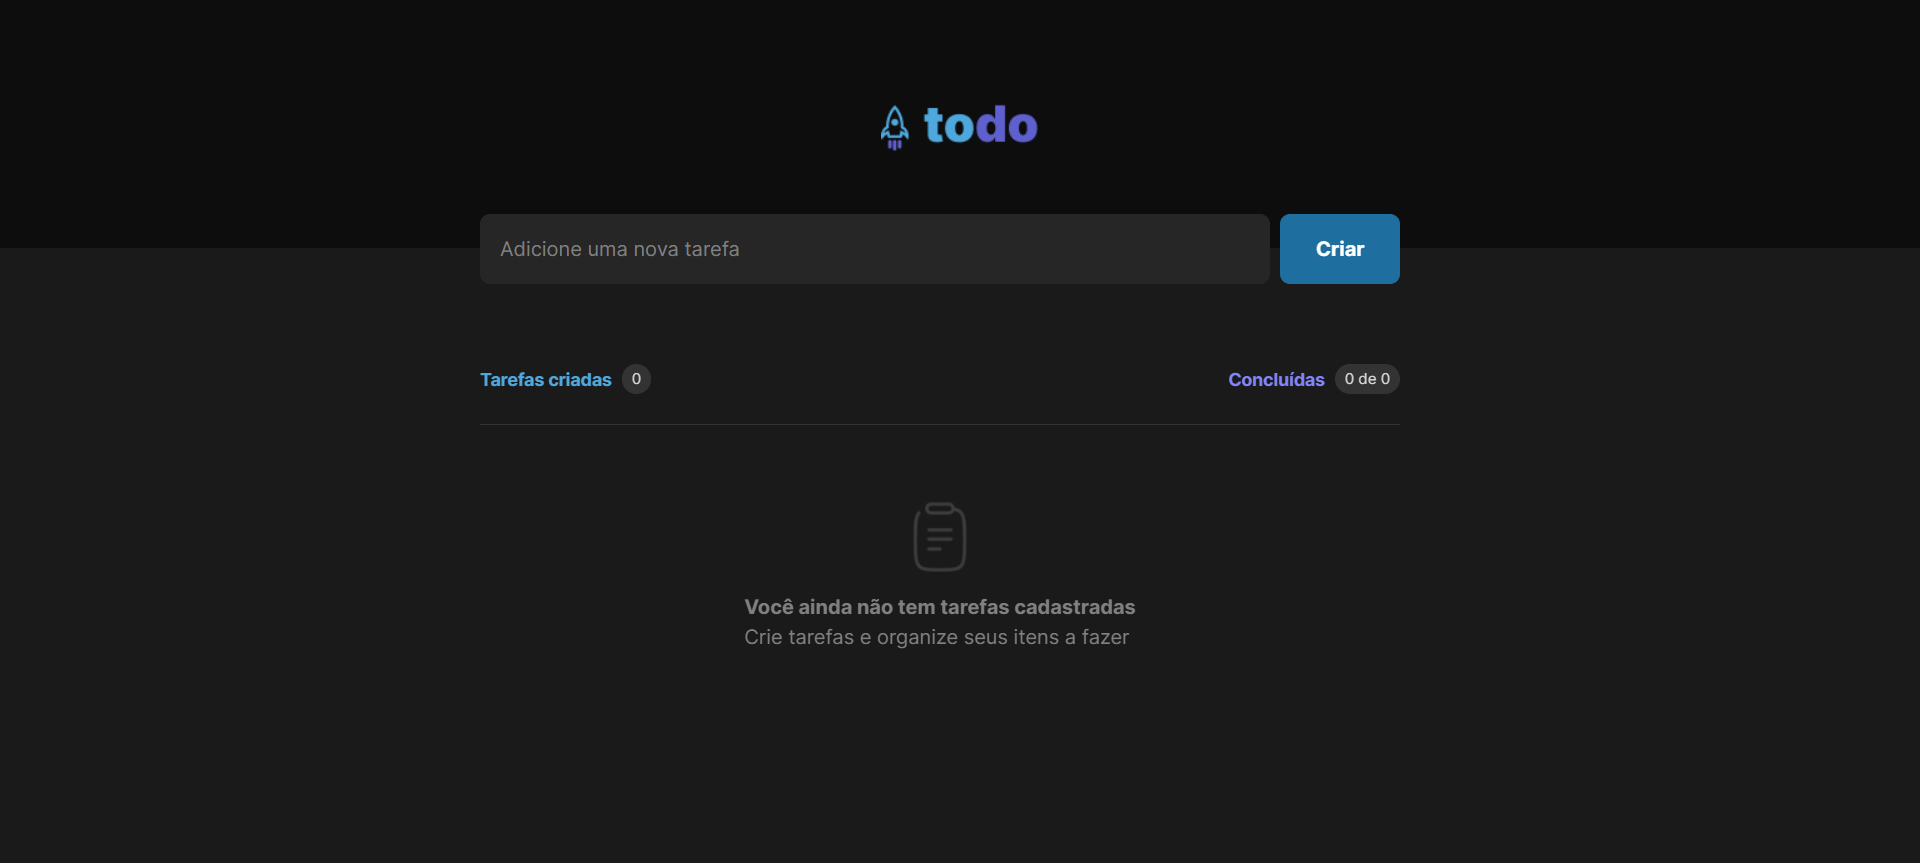 todo
Adicione uma nova tarefa
Criar
Tarefas criadas 0
Concluídas 0 de 0
Você ainda não tem tarefas cadastradas
Crie tarefas e organize seus itens a fazer